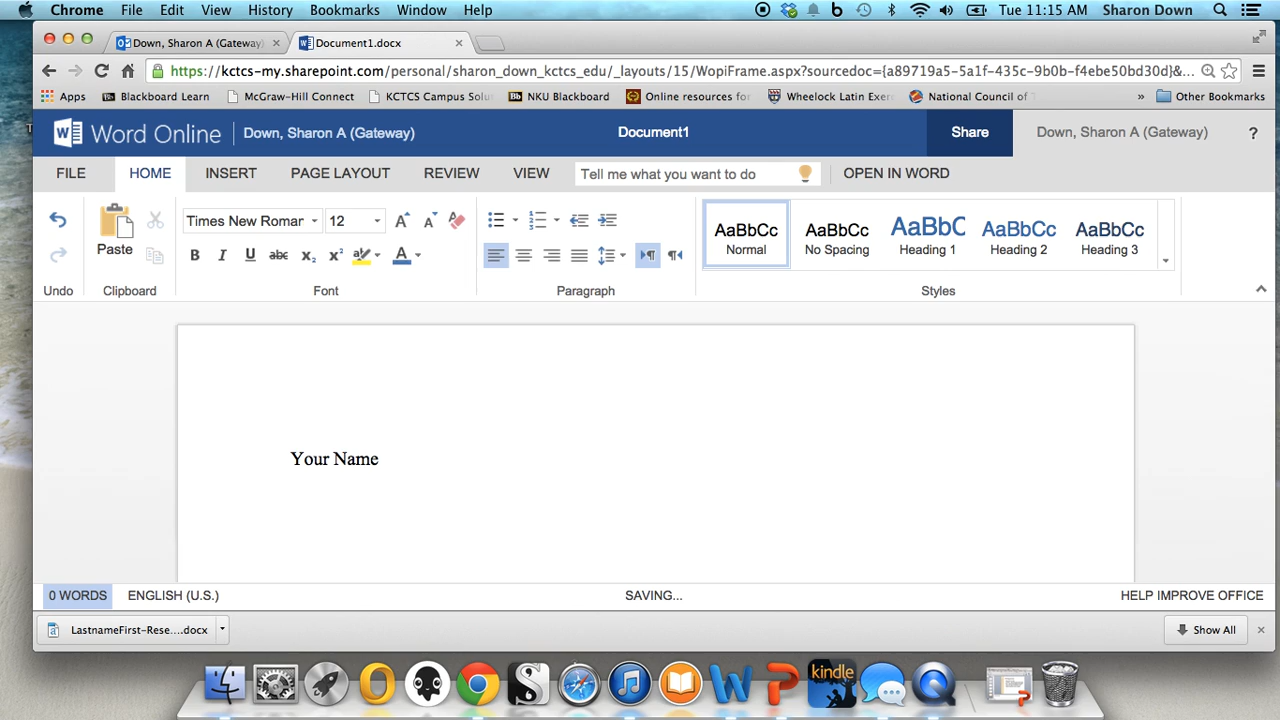 Chrome File Edit View History Bookmarks Window Help Tue 11:15 AM Sharon Down
Down, Sharon A (Gateway) Document1.docx
https://kctcs-my.sharepoint.com/personal/sharon_down_kctcs_edu/_layouts/15/WopiFrame.aspx?sourcedoc={a89719a5-5a1f-435c-9b0b-f4ebe50bd30d}&...
Apps Blackboard Learn McGraw-Hill Connect KCTCS Campus Solu NKU Blackboard Online resources for Wheelock Latin Exer National Council of » Other Bookmarks
Word Online Down, Sharon A (Gateway) Document1 Share Down, Sharon A (Gateway) ?
FILE HOME INSERT PAGE LAYOUT REVIEW VIEW Tell me what you want to do OPEN IN WORD
Paste Times New Roman 12 AaBbCc AaBbCc AaBbC AaBbCc AaBbCc
B I U abc X₂ X² A Normal No Spacing Heading 1 Heading 2 Heading 3
Undo Clipboard Font Paragraph Styles
Your Name
0 WORDS ENGLISH (U.S.) SAVING... HELP IMPROVE OFFICE
LastnameFirst-Rese....docx Show All
kindle